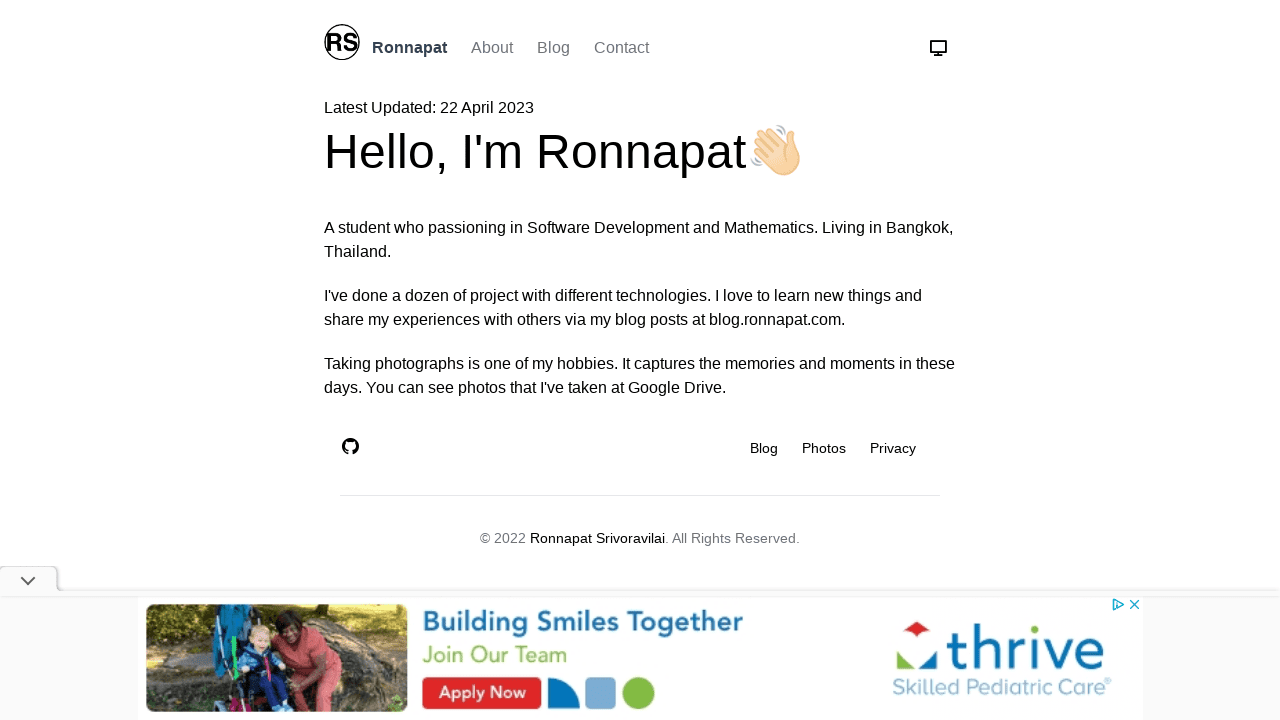 RS
Ronnapat About Blog Contact
Latest Updated: 22 April 2023
Hello, I'm Ronnapat👋🏻
A student who passioning in Software Development and Mathematics. Living in Bangkok,
Thailand.
I've done a dozen of project with different technologies. I love to learn new things and
share my experiences with others via my blog posts at blog.ronnapat.com.
Taking photographs is one of my hobbies. It captures the memories and moments in these
days. You can see photos that I've taken at Google Drive.
Blog Photos Privacy
© 2022 Ronnapat Srivoravilai. All Rights Reserved.
Building Smiles Together
Join Our Team
Apply Now
thrive
Skilled Pediatric Care®